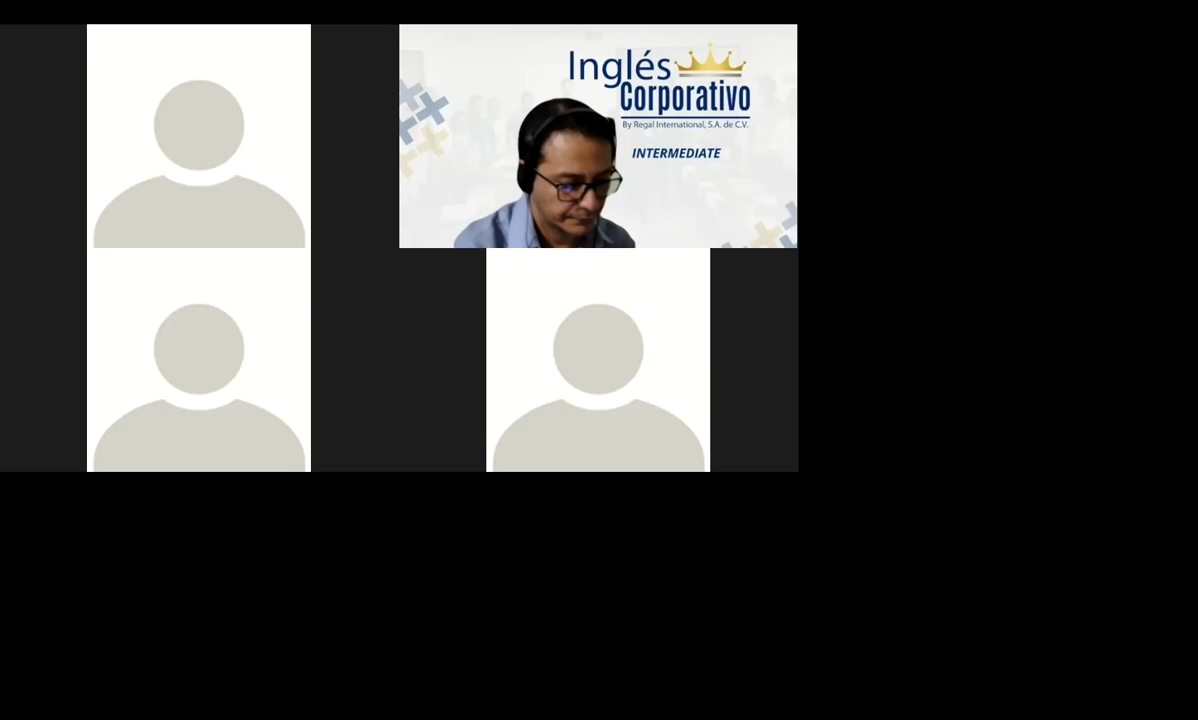 Inglés
Corporativo
By Regal International, S.A. de C.V.
INTERMEDIATE